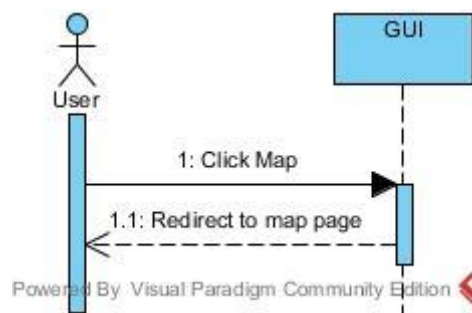 GUI
User
1: Click Map
1.1: Redirect to map page
Powered By Visual Paradigm Community Edition